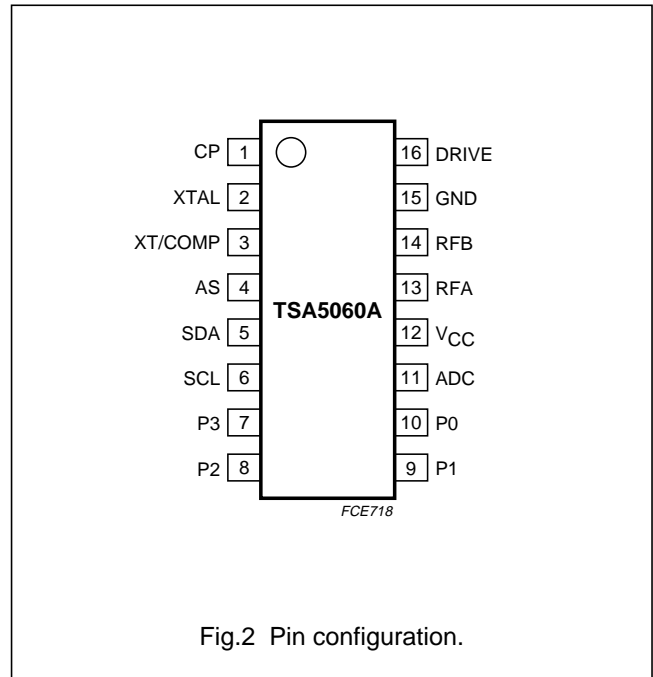 CP 1 16 DRIVE
XTAL 2 15 GND
XT/COMP 3 14 RFB
AS 4 13 RFA
TSA5060A
SDA 5 12 VCC
SCL 6 11 ADC
P3 7 10 P0
P2 8 9 P1
FCE718
Fig.2 Pin configuration.